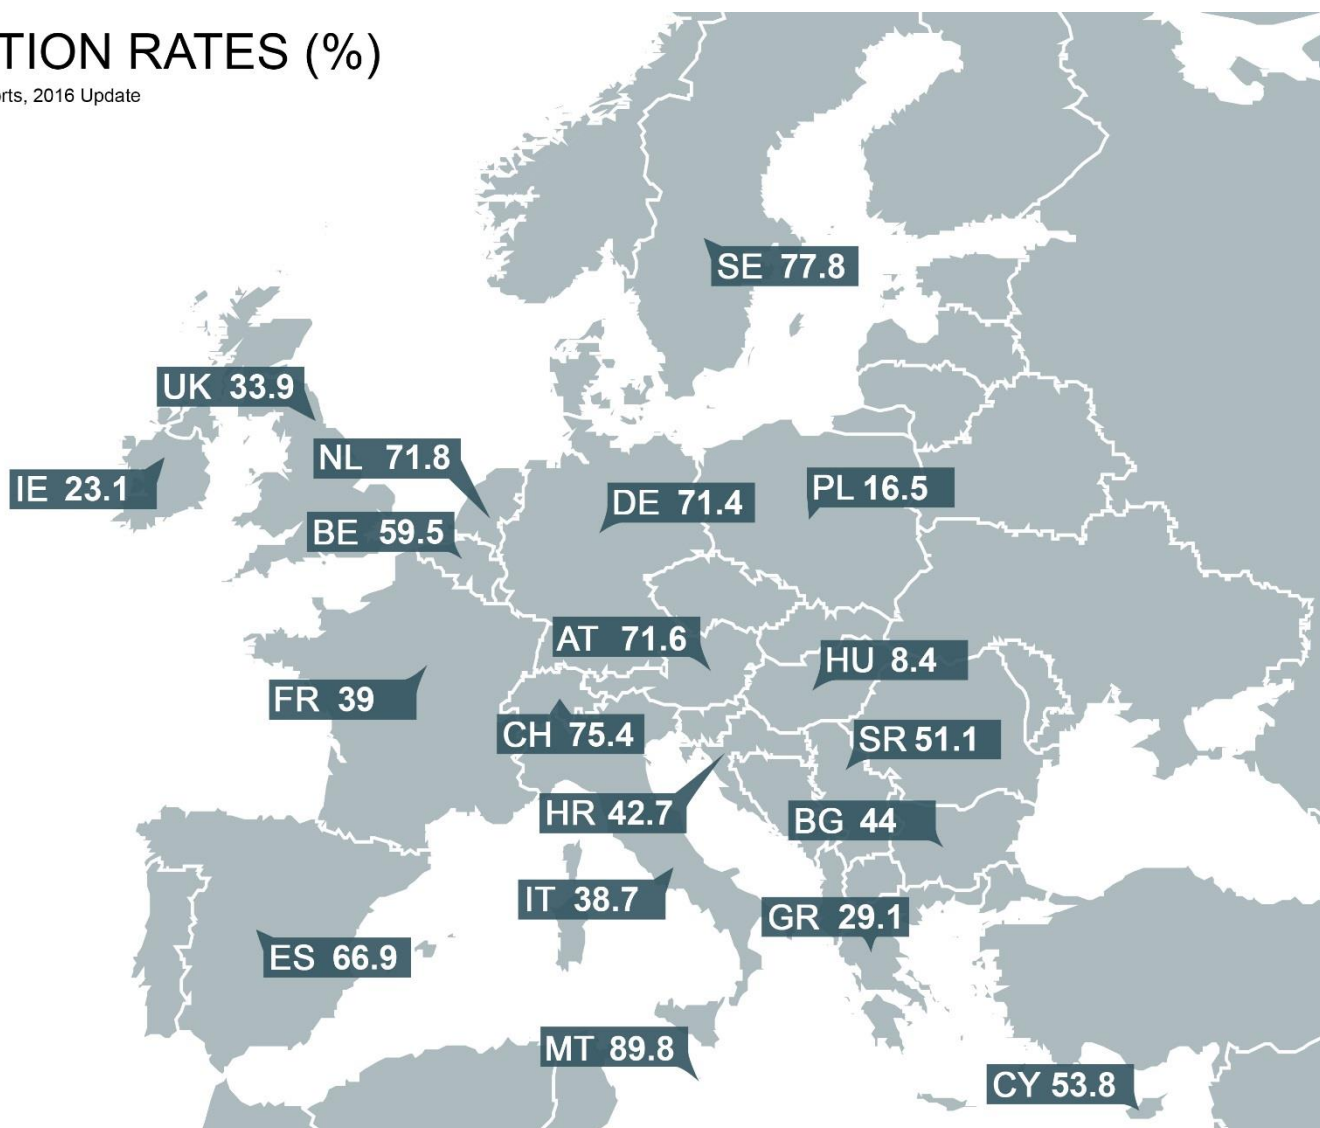 TION RATES (%)
rts, 2016 Update
SE 77.8
UK 33.9
NL 71.8
IE 23.1
DE 71.4
PL 16.5
BE 59.5
AT 71.6
HU 8.4
FR 39
CH 75.4
SR 51.1
HR 42.7
BG 44
IT 38.7
GR 29.1
ES 66.9
MT 89.8
CY 53.8